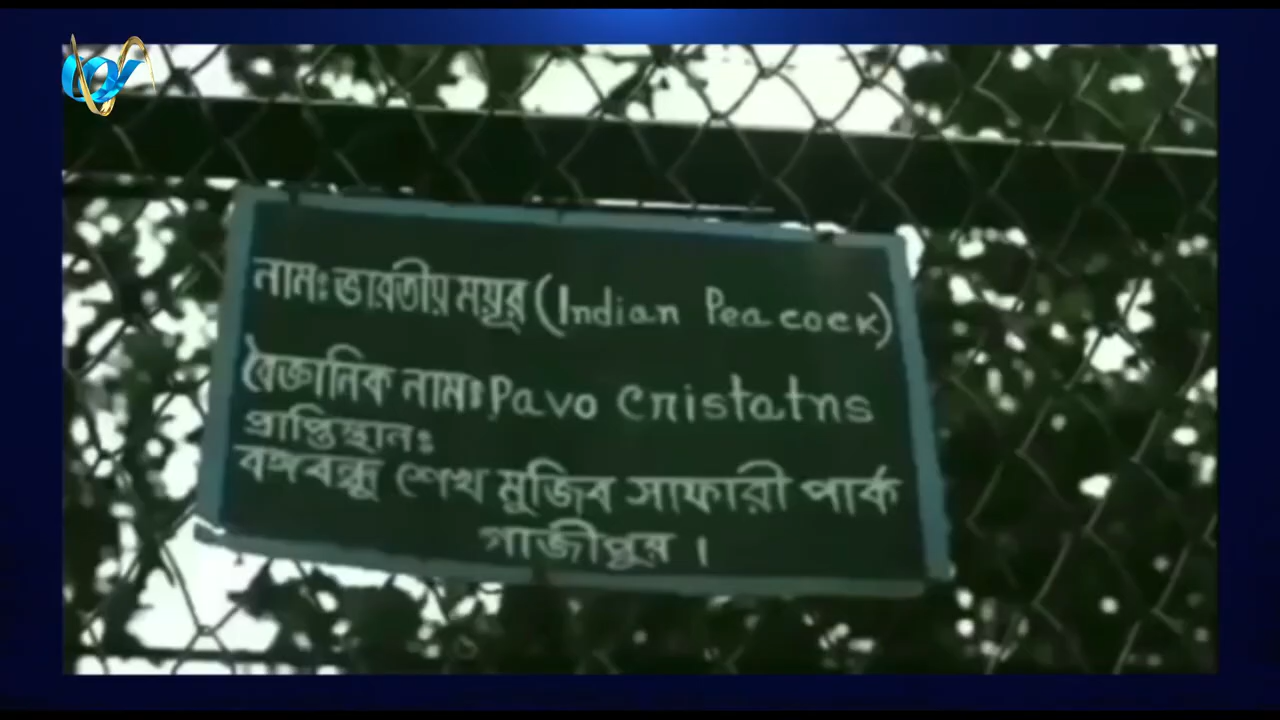 নামঃ ভারতীয় ময়ূর (Indian Peacock)
বৈজ্ঞানিক নামঃ Pavo Cristatns
প্রাপ্তিস্থানঃ
বঙ্গবন্ধু শেখ মুজিব সাফারী পার্ক
গাজীপুর ।